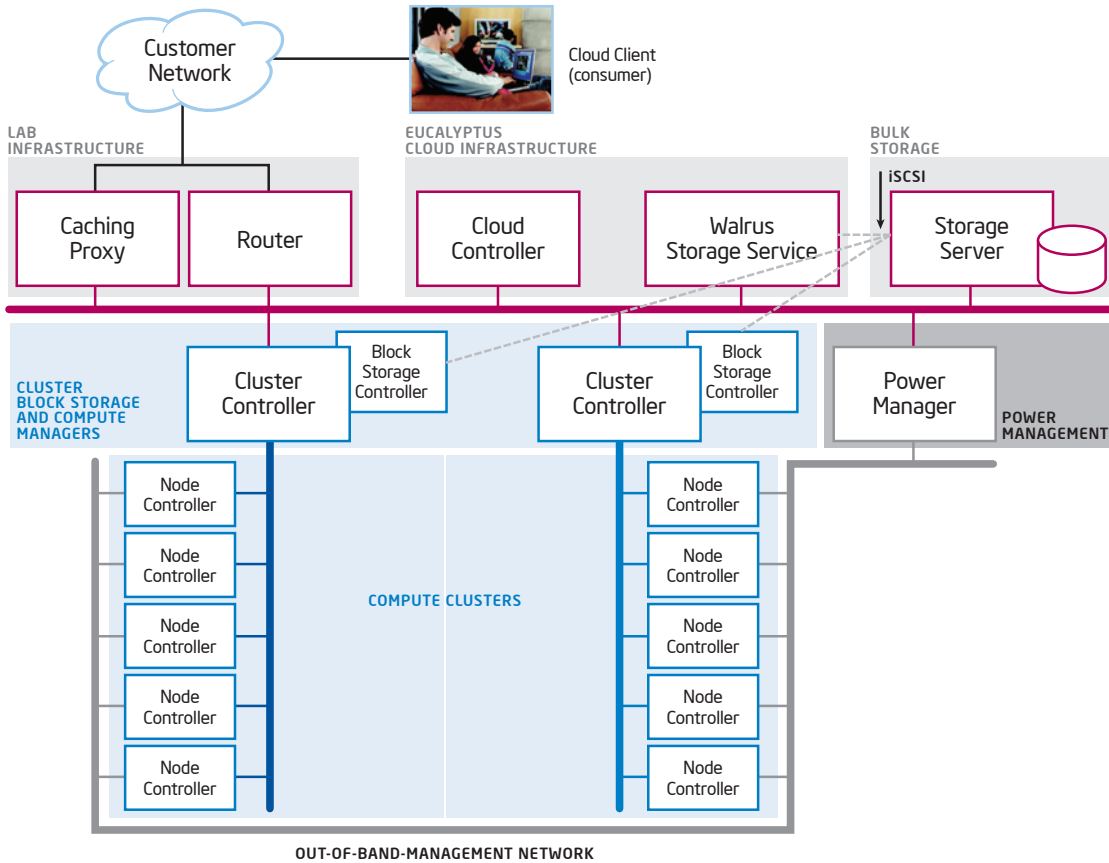 Customer
Network
Cloud Client
(consumer)
LAB
INFRASTRUCTURE
EUCALYPTUS
CLOUD INFRASTRUCTURE
BULK
STORAGE
iSCSI
Caching
Proxy
Router
Cloud
Controller
Walrus
Storage Service
Storage
Server
CLUSTER
BLOCK STORAGE
AND COMPUTE
MANAGERS
Cluster
Controller
Block
Storage
Controller
Cluster
Controller
Block
Storage
Controller
Power
Manager
POWER
MANAGEMENT
Node
Controller
Node
Controller
Node
Controller
Node
Controller
Node
Controller
COMPUTE CLUSTERS
Node
Controller
Node
Controller
Node
Controller
Node
Controller
Node
Controller
OUT-OF-BAND-MANAGEMENT NETWORK